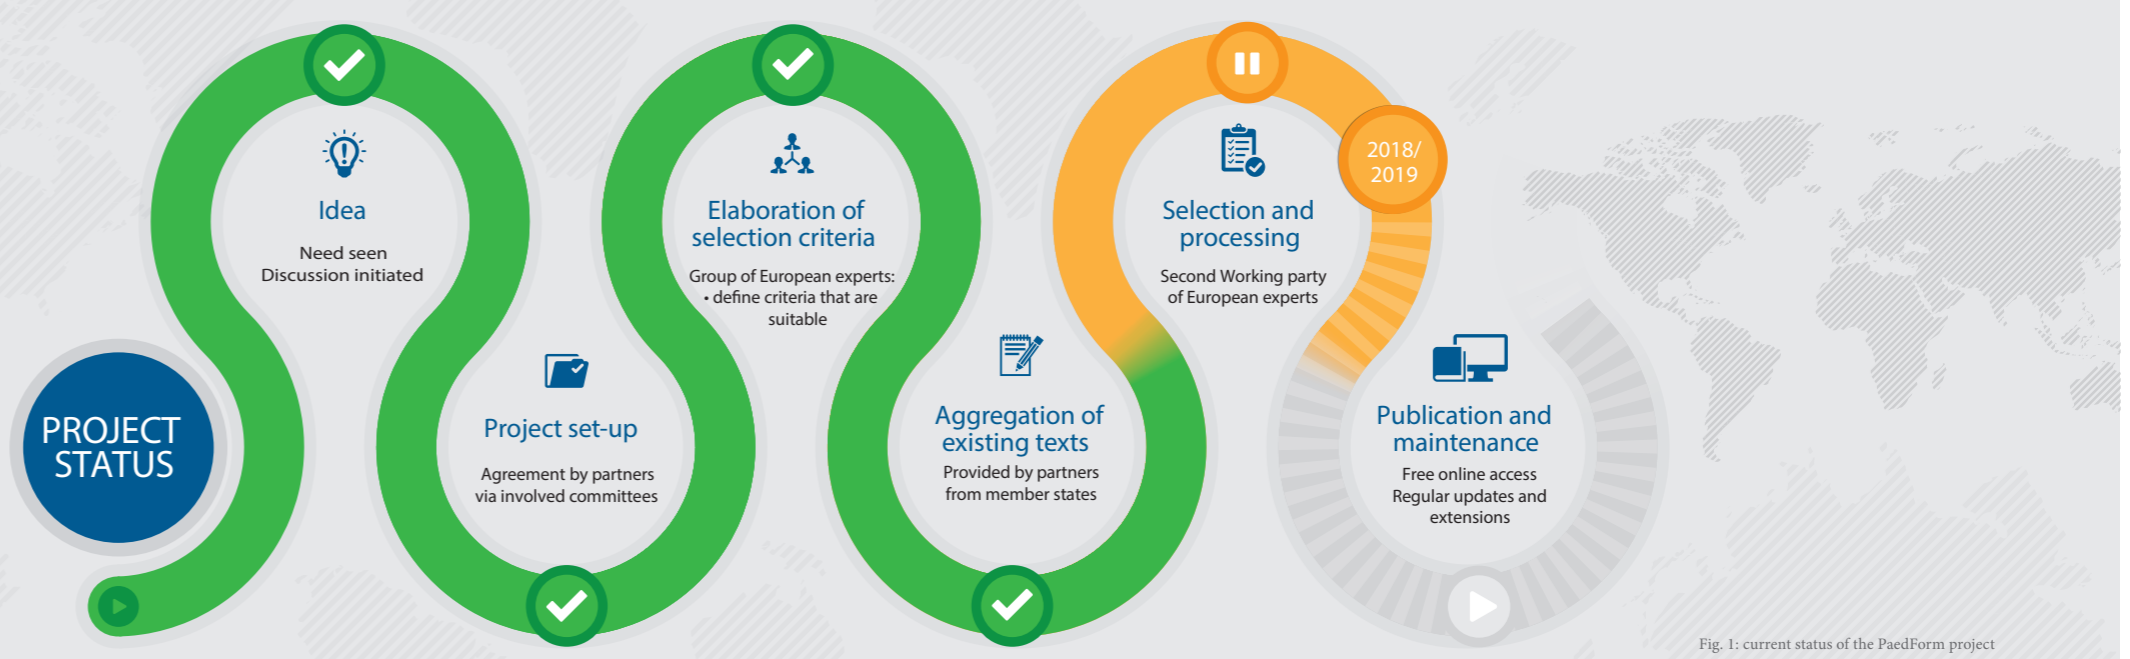 PROJECT
STATUS
Idea
Need seen
Discussion initiated
Project set-up
Agreement by partners
via involved committees
Elaboration of
selection criteria
Group of European experts:
• define criteria that are
suitable
Aggregation of
existing texts
Provided by partners
from member states
Selection and
processing
Second Working party
of European experts
2018/
2019
Publication and
maintenance
Free online access
Regular updates and
extensions
Fig. 1: current status of the PaedForm project